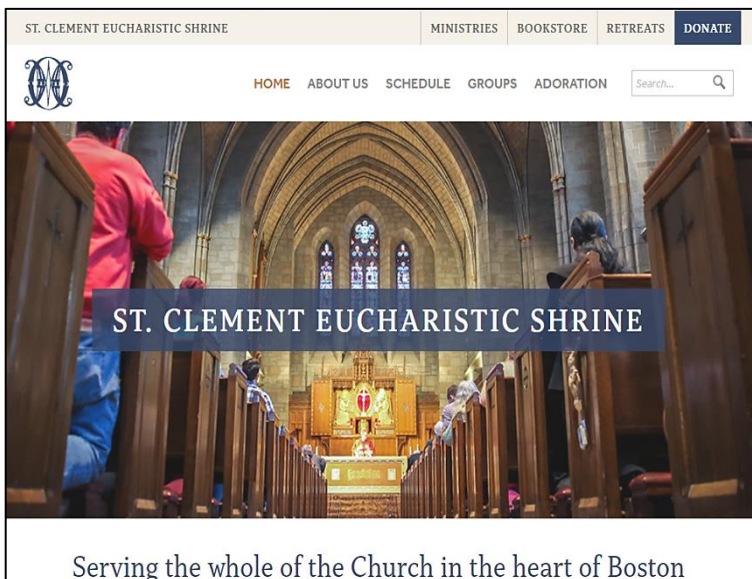 ST. CLEMENT EUCHARISTIC SHRINE MINISTRIES BOOKSTORE RETREATS DONATE
HOME ABOUT US SCHEDULE GROUPS ADORATION Search...
ST. CLEMENT EUCHARISTIC SHRINE
Serving the whole of the Church in the heart of Boston